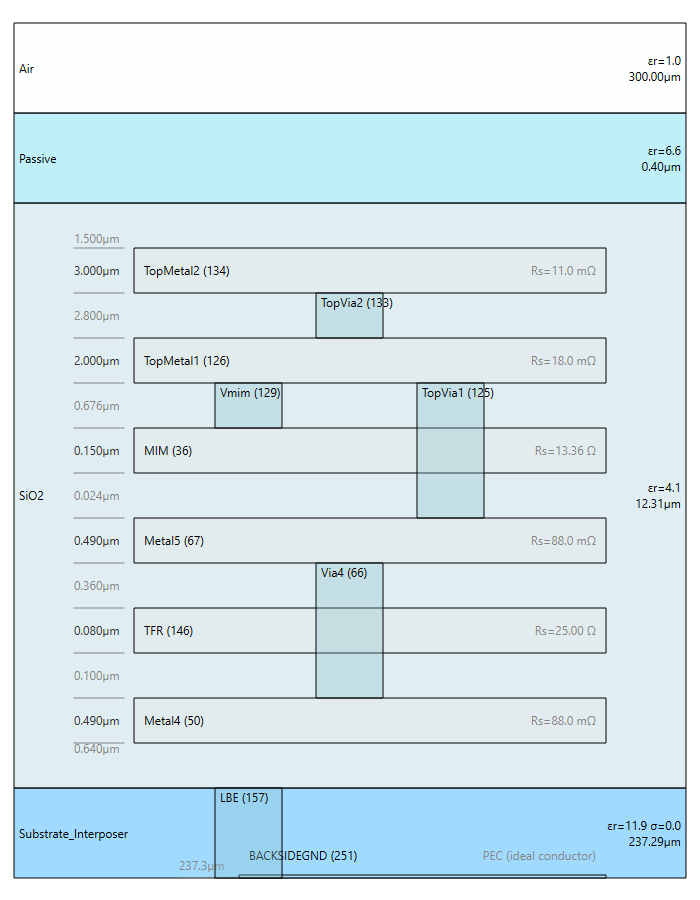 Air
εr=1.0
300.00μm
Passive
εr=6.6
0.40μm
1.500μm
3.000μm
TopMetal2 (134)
Rs=11.0 mΩ
TopVia2 (133)
2.800μm
2.000μm
TopMetal1 (126)
Rs=18.0 mΩ
Vmim (129)
TopVia1 (125)
0.676μm
0.150μm
MIM (36)
Rs=13.36 Ω
SiO2
0.024μm
εr=4.1
12.31μm
0.490μm
Metal5 (67)
Rs=88.0 mΩ
Via4 (66)
0.360μm
0.080μm
TFR (146)
Rs=25.00 Ω
0.100μm
0.490μm
Metal4 (50)
Rs=88.0 mΩ
0.640μm
LBE (157)
Substrate_Interposer
εr=11.9 σ=0.0
237.29μm
BACKSIDEGND (251)
PEC (ideal conductor)
237.3μm